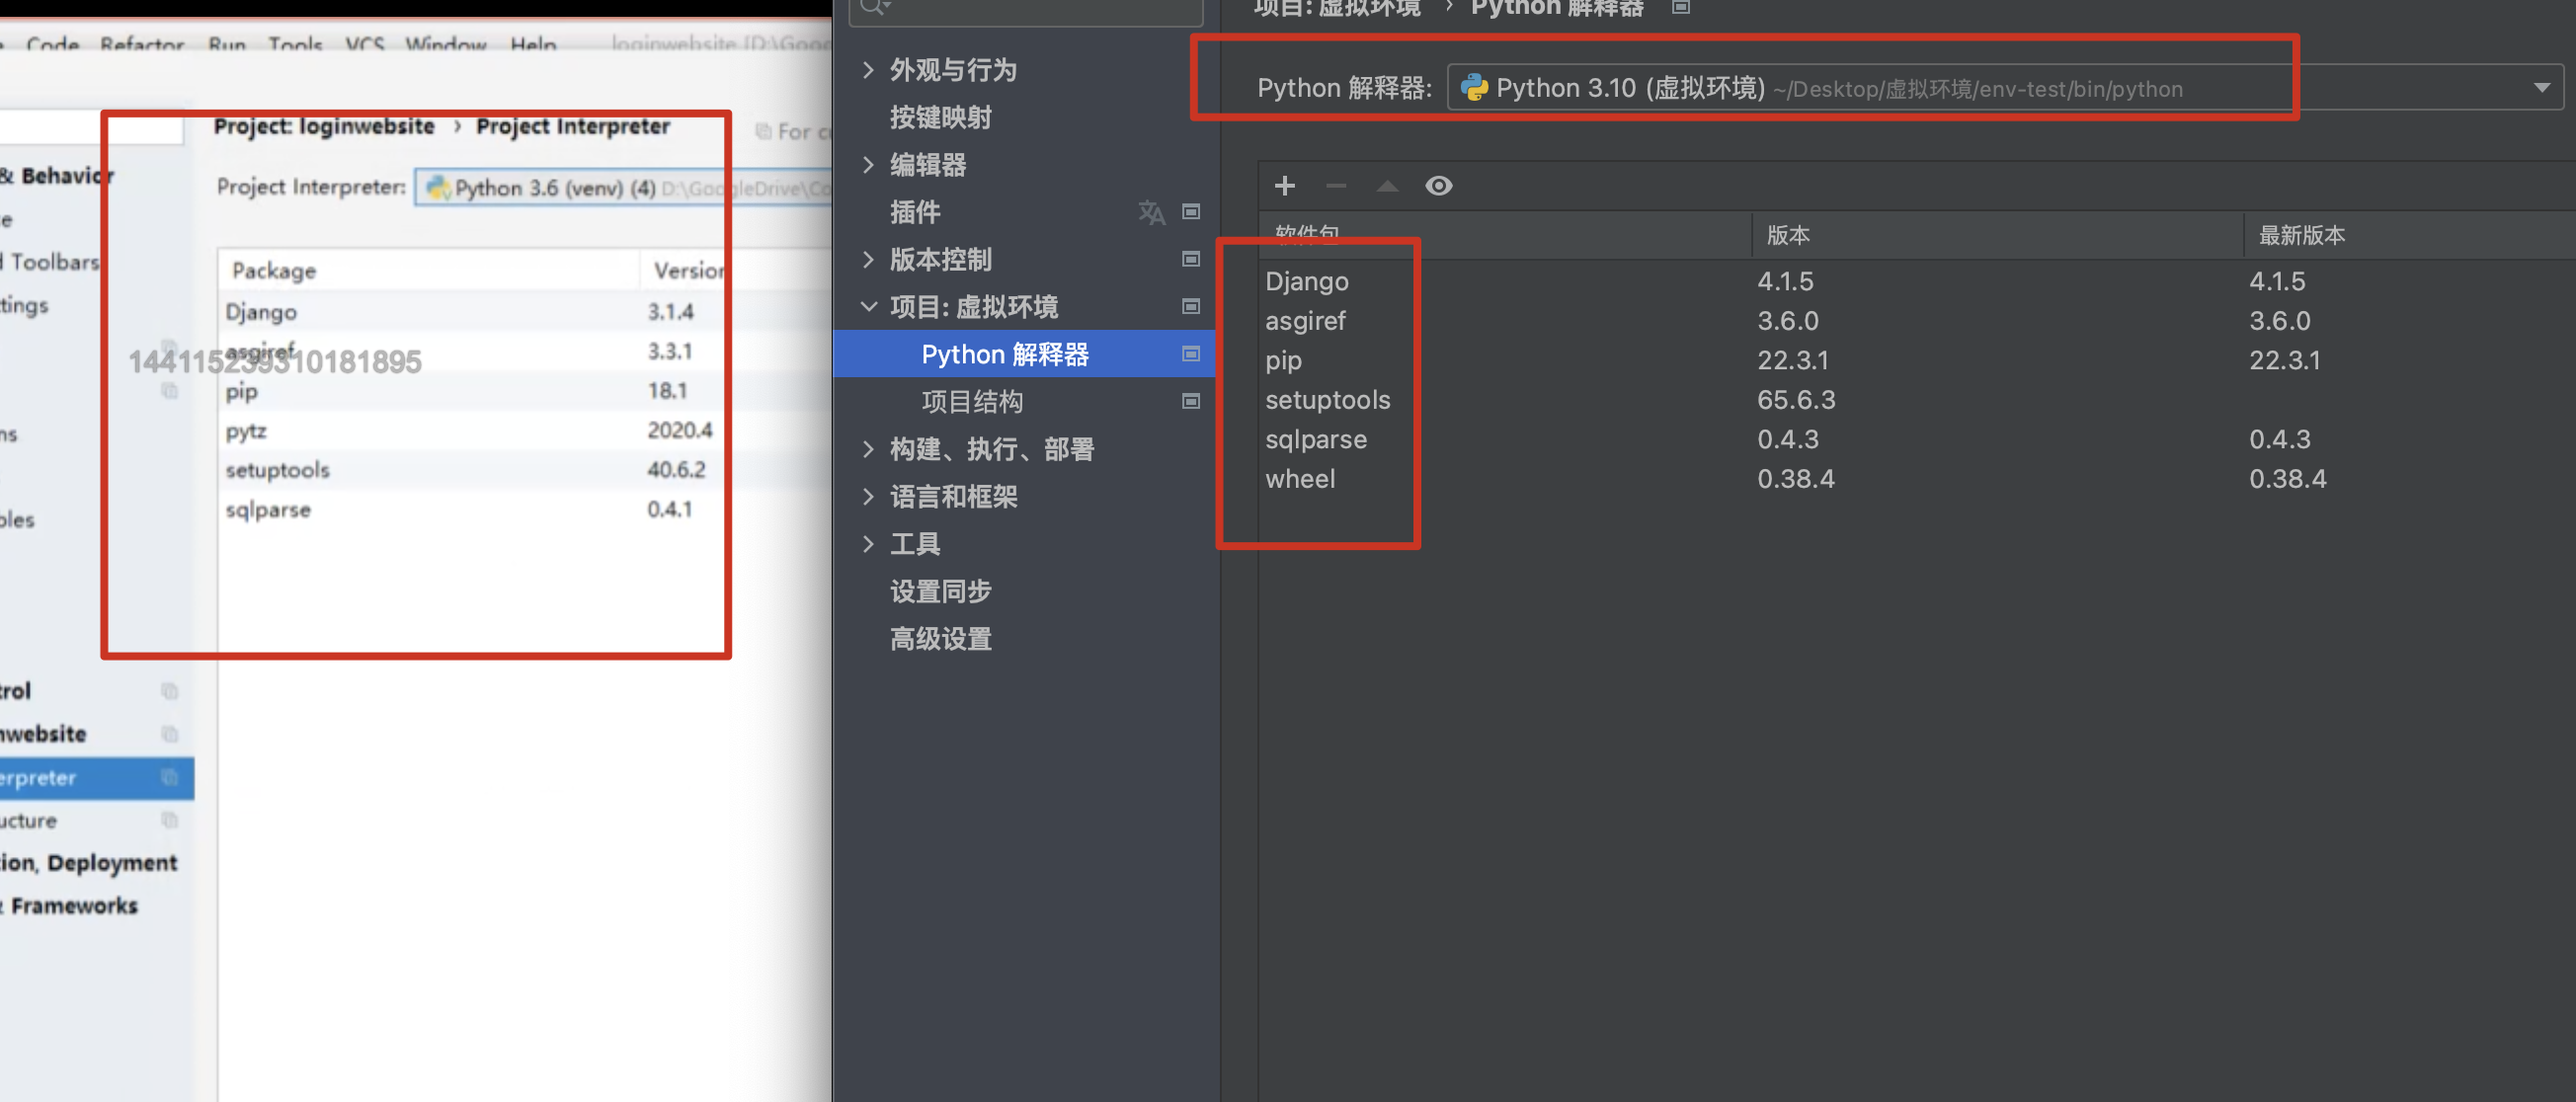 Code Refactor Run Tools VCS Window Help loginwebsite [D:\Goo
Project: loginwebsite › Project Interpreter For cu
& Behavior
Project Interpreter: Python 3.6 (venv) (4) D:\GoogleDrive\Co
Toolbars
tings
Package Version
Django 3.1.4
asgiref 3.3.1
144115239310181895
pip 18.1
pytz 2020.4
setuptools 40.6.2
sqlparse 0.4.1
ns
oles
trol
nwebsite
erpreter
ucture
ion, Deployment
Frameworks
项目: 虚拟环境 › Python 解释器
外观与行为
按键映射
编辑器
插件
版本控制
项目: 虚拟环境
Python 解释器
项目结构
构建、执行、部署
语言和框架
工具
设置同步
高级设置
Python 解释器: Python 3.10 (虚拟环境) ~/Desktop/虚拟环境/env-test/bin/python
软件包 版本 最新版本
Django 4.1.5 4.1.5
asgiref 3.6.0 3.6.0
pip 22.3.1 22.3.1
setuptools 65.6.3
sqlparse 0.4.3 0.4.3
wheel 0.38.4 0.38.4